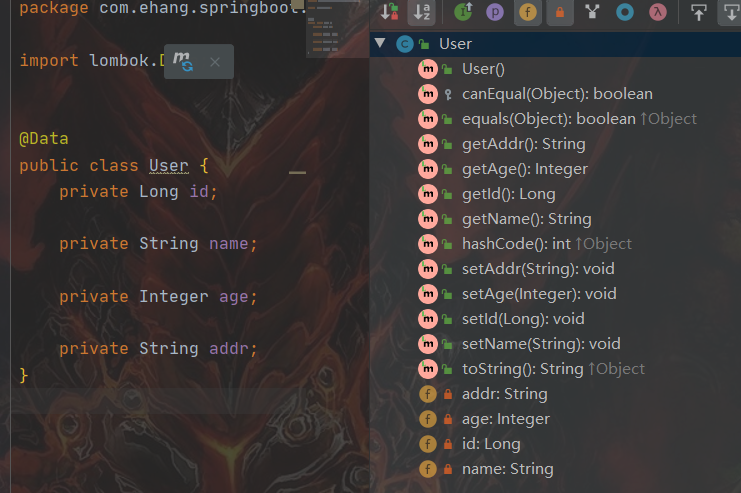 package com.ehang.springboot.
import lombok.D
@Data
public class User {
private Long id;
private String name;
private Integer age;
private String addr;
}
User
User()
canEqual(Object): boolean
equals(Object): boolean ↑Object
getAddr(): String
getAge(): Integer
getId(): Long
getName(): String
hashCode(): int ↑Object
setAddr(String): void
setAge(Integer): void
setId(Long): void
setName(String): void
toString(): String ↑Object
addr: String
age: Integer
id: Long
name: String